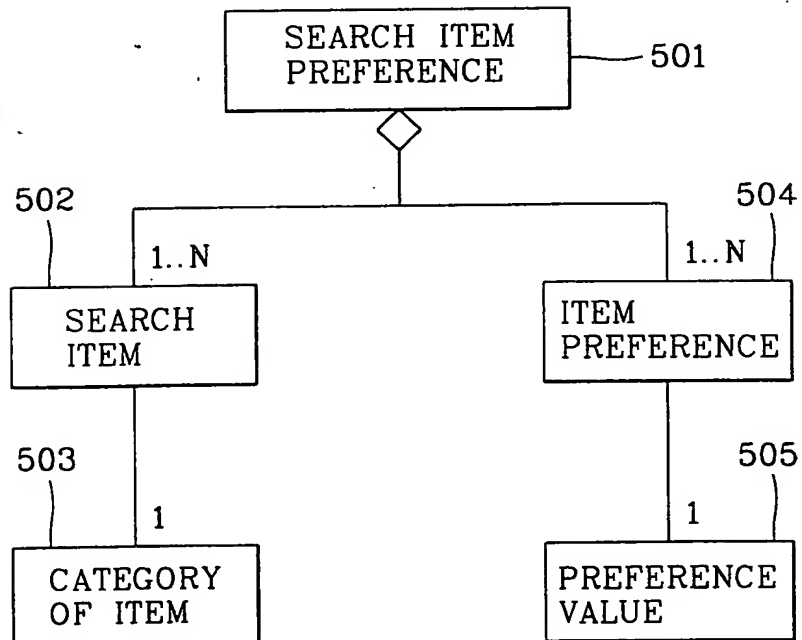 SEARCH ITEM
PREFERENCE
501
502
504
1..N
1..N
SEARCH
ITEM
ITEM
PREFERENCE
503
505
1
1
CATEGORY
OF ITEM
PREFERENCE
VALUE